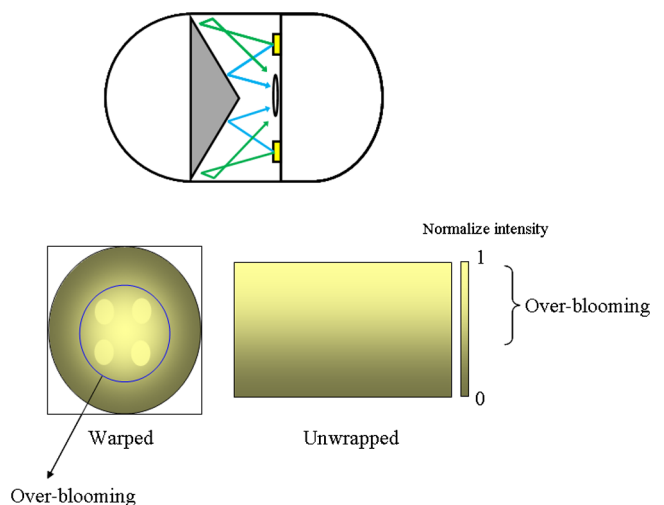 Normalize intensity
1
Over-blooming
0
Warped
Unwrapped
Over-blooming